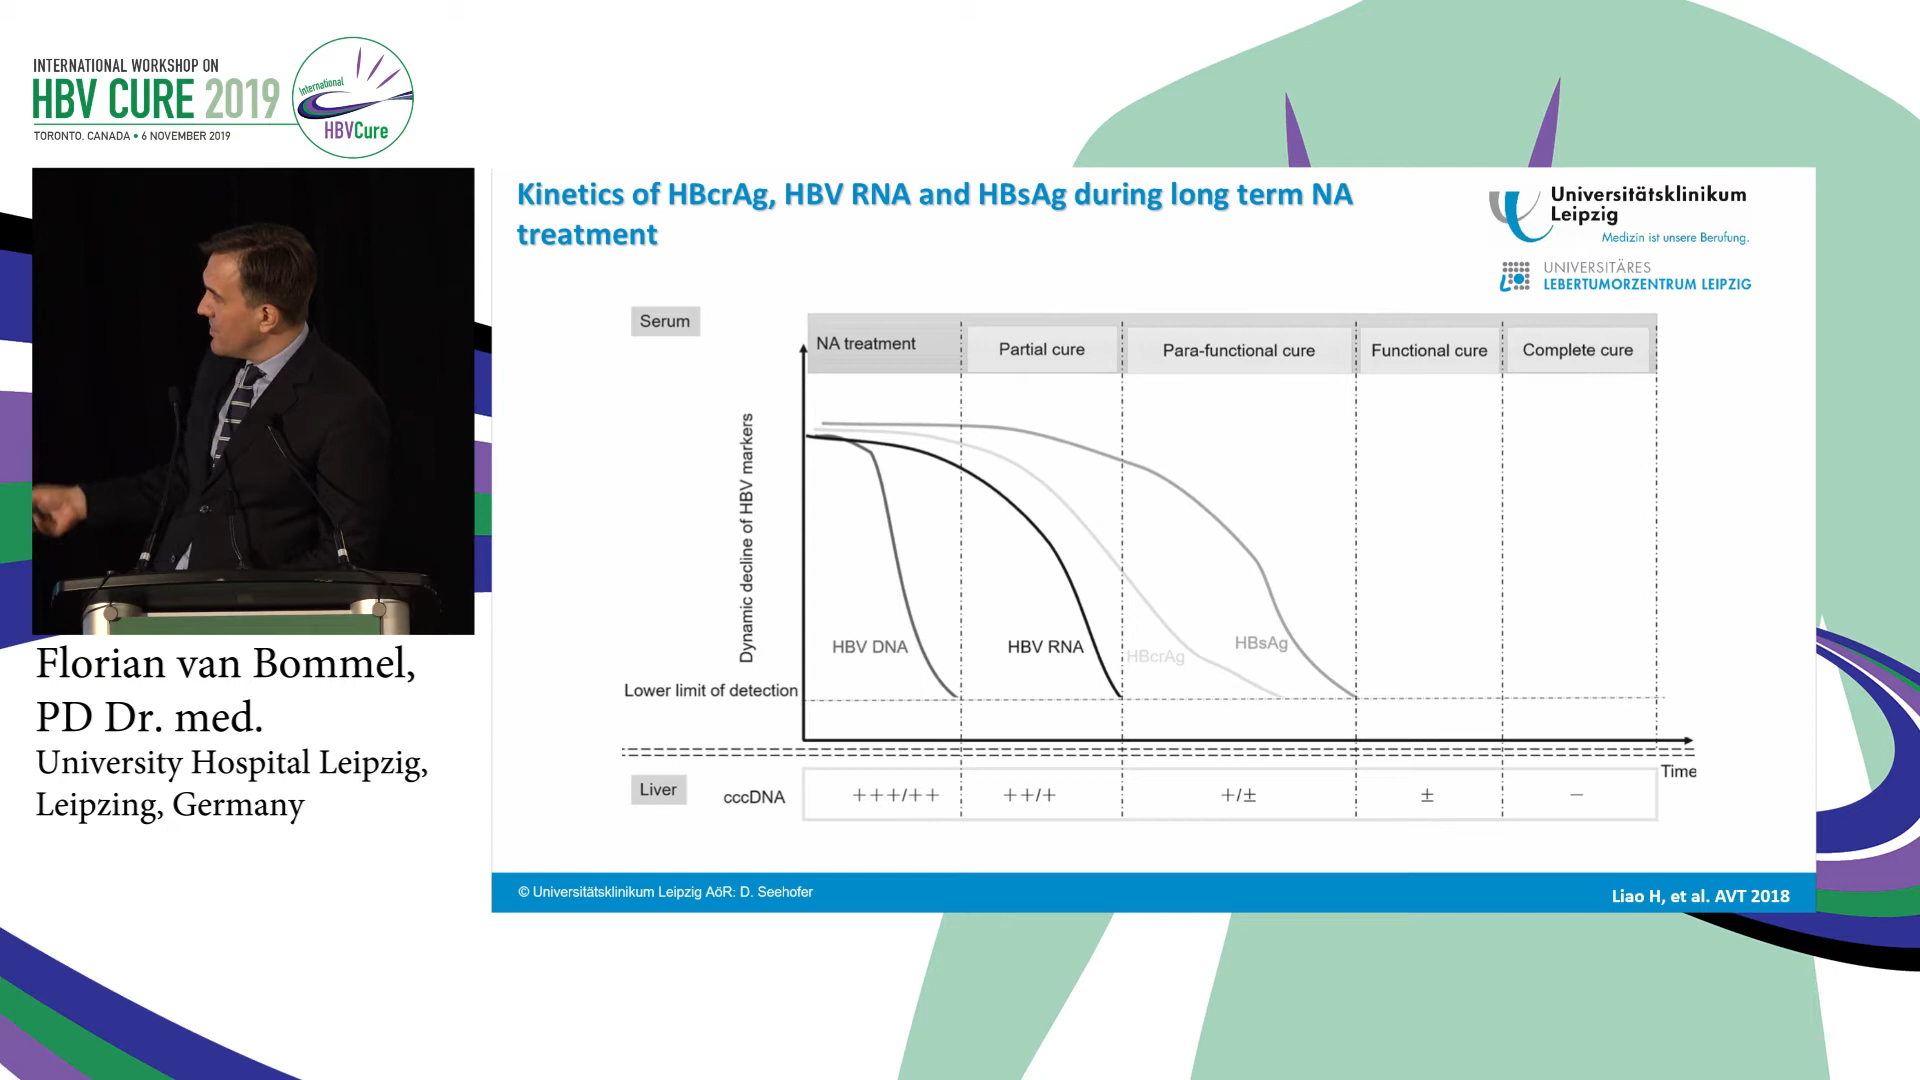 INTERNATIONAL WORKSHOP ON
HBV CURE 2019
TORONTO, CANADA • 6 NOVEMBER 2019
International
HBVCure
Florian van Bommel,
PD Dr. med.
University Hospital Leipzig,
Leipzing, Germany
Kinetics of HBcrAg, HBV RNA and HBsAg during long term NA
treatment
Universitätsklinikum
Leipzig
Medizin ist unsere Berufung.
UNIVERSITÄRES
LEBERTUMORZENTRUM LEIPZIG
Serum
NA treatment
Partial cure
Para-functional cure
Functional cure
Complete cure
Dynamic decline of HBV markers
HBV DNA
HBV RNA
HBcrAg
HBsAg
Lower limit of detection
Time
Liver
cccDNA
+++/++
++/+
+/±
±
−
© Universitätsklinikum Leipzig AöR: D. Seehofer
Liao H, et al. AVT 2018